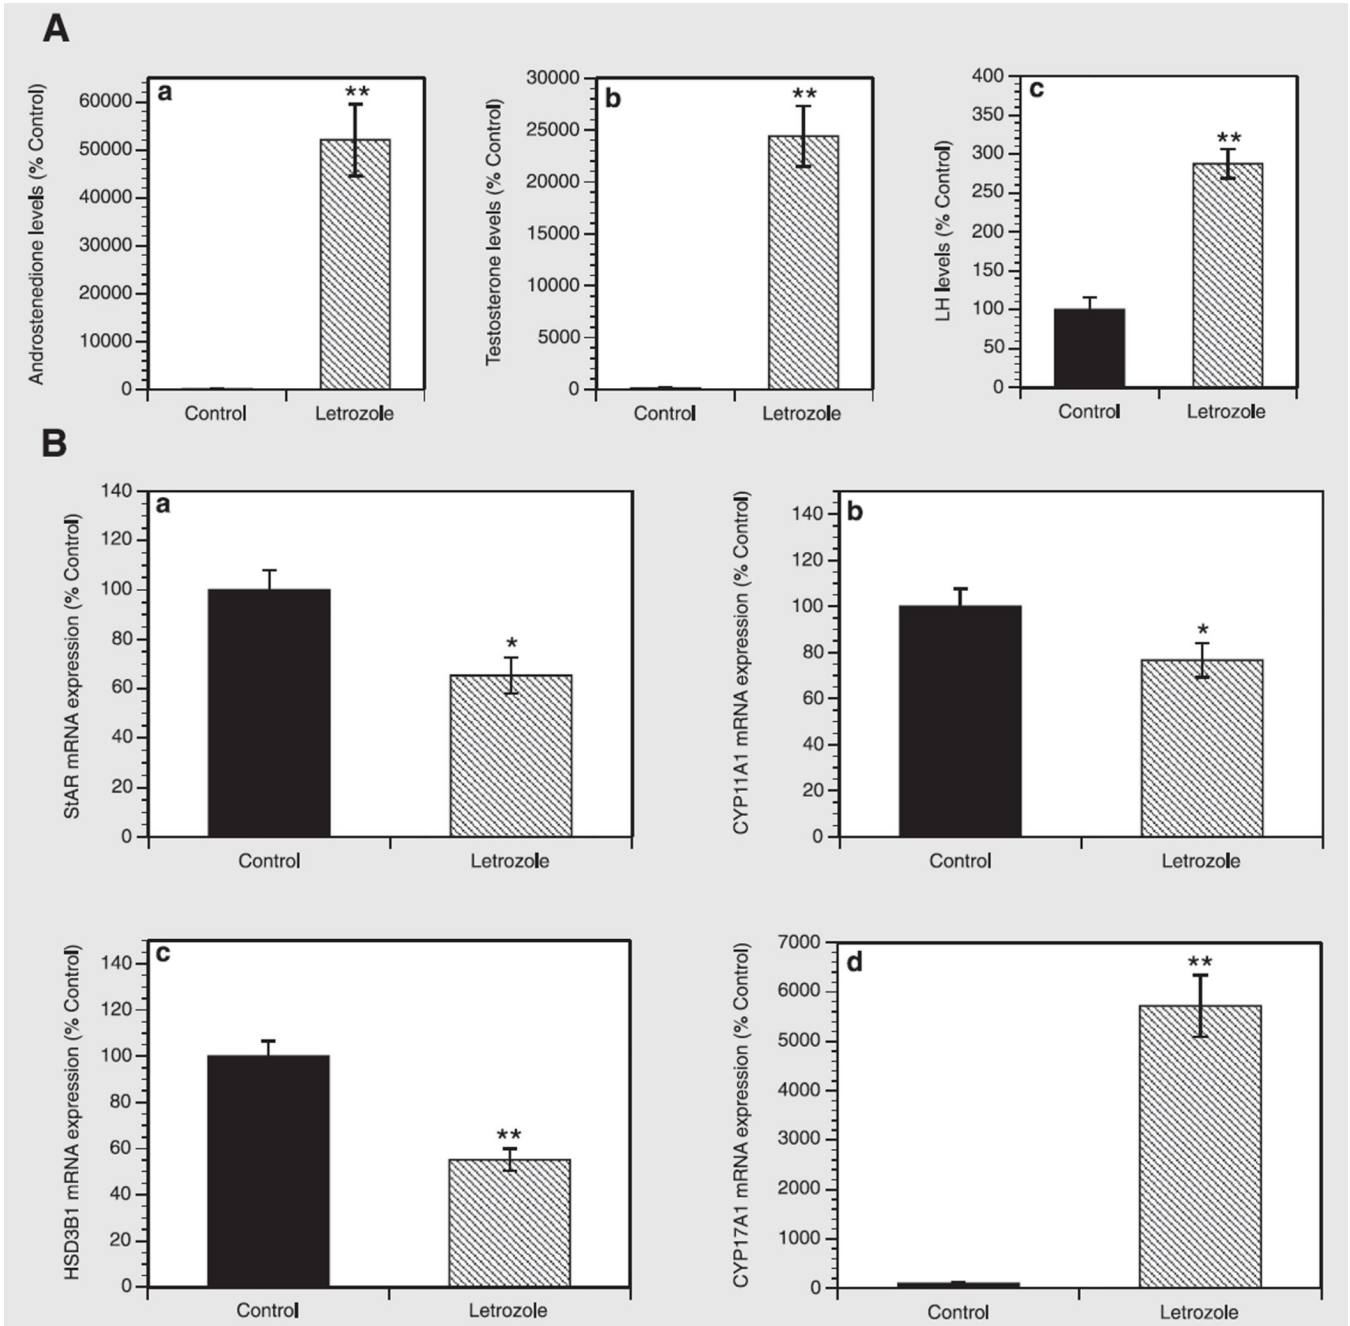 A
a
Androstenedione levels (% Control)
60000
50000
40000
30000
20000
10000
0
**
Control
Letrozole
b
Testosterone levels (% Control)
30000
25000
20000
15000
10000
5000
0
**
Control
Letrozole
c
LH levels (% Control)
400
350
300
250
200
150
100
50
0
**
Control
Letrozole
B
a
StAR mRNA expression (% Control)
140
120
100
80
60
40
20
0
*
Control
Letrozole
b
CYP11A1 mRNA expression (% Control)
140
120
100
80
60
40
20
0
*
Control
Letrozole
c
HSD3B1 mRNA expression (% Control)
140
120
100
80
60
40
20
0
**
Control
Letrozole
d
CYP17A1 mRNA expression (% Control)
7000
6000
5000
4000
3000
2000
1000
0
**
Control
Letrozole